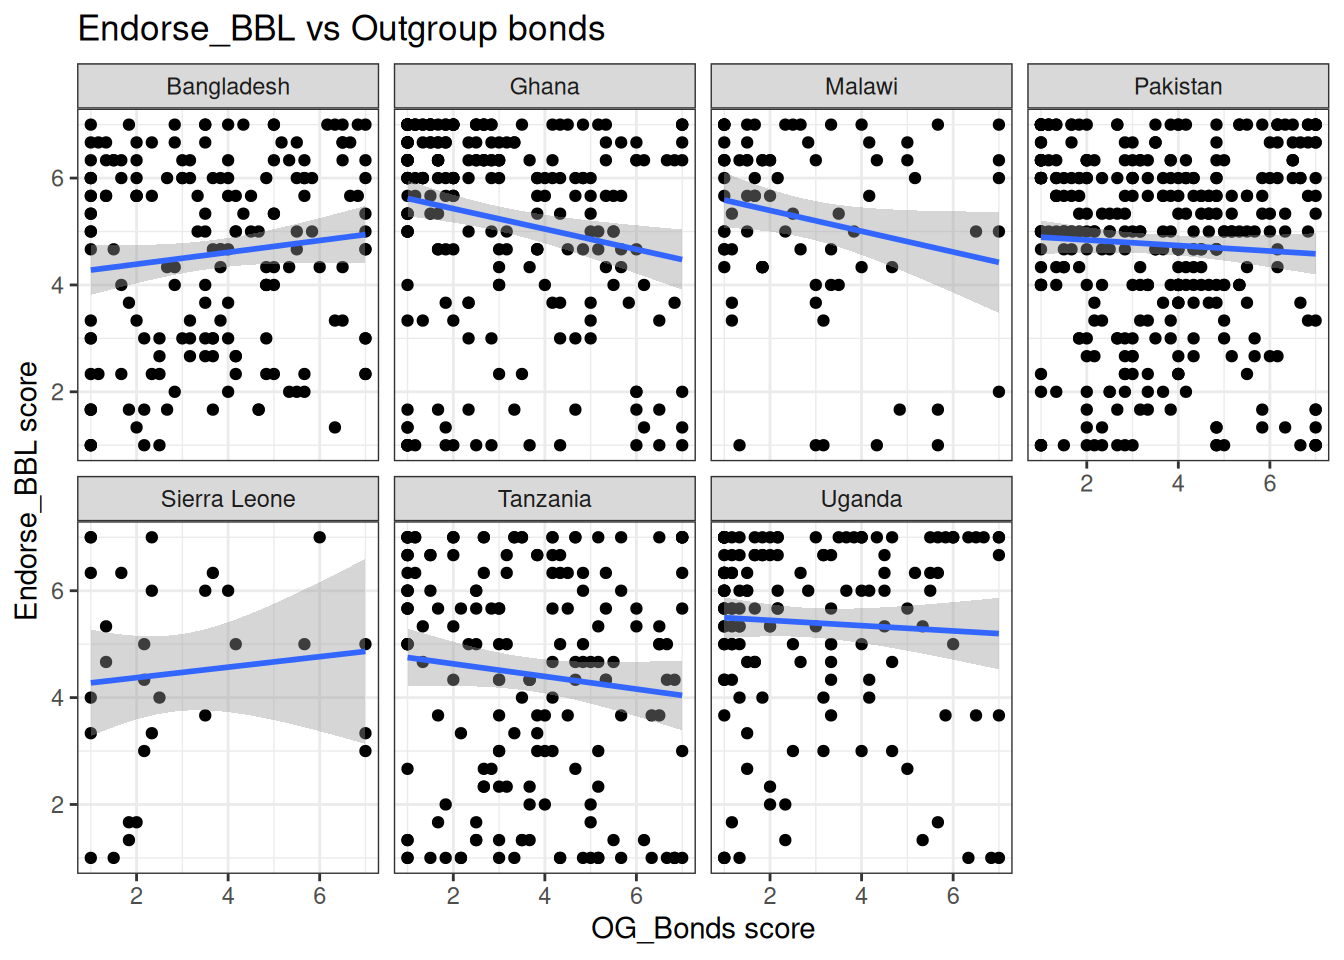 Endorse_BBL vs Outgroup bonds
Bangladesh
Ghana
Malawi
Pakistan
6
4
2
2 4 6
Sierra Leone
Tanzania
Uganda
6
4
2
2 4 6
2 4 6
2 4 6
Endorse_BBL score
OG_Bonds score